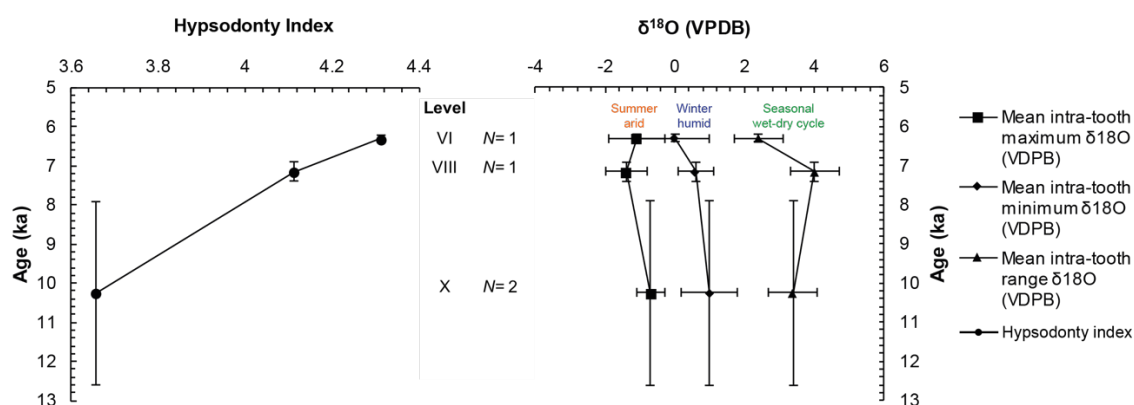 Hypsodonty Index
3.6 3.8 4 4.2 4.4
5
6
7
8
9
10
11
12
13
Age (ka)
Level
VI N= 1
VIII N= 1
X N= 2
δ¹⁸O (VPDB)
-4 -2 0 2 4 6
Summer
arid
Winter
humid
Seasonal
wet-dry cycle
5
6
7
8
9
10
11
12
13
Age (ka)
Mean intra-tooth
maximum δ18O
(VDPB)
Mean intra-tooth
minimum δ18O
(VDPB)
Mean intra-tooth
range δ18O
(VDPB)
Hypsodonty index